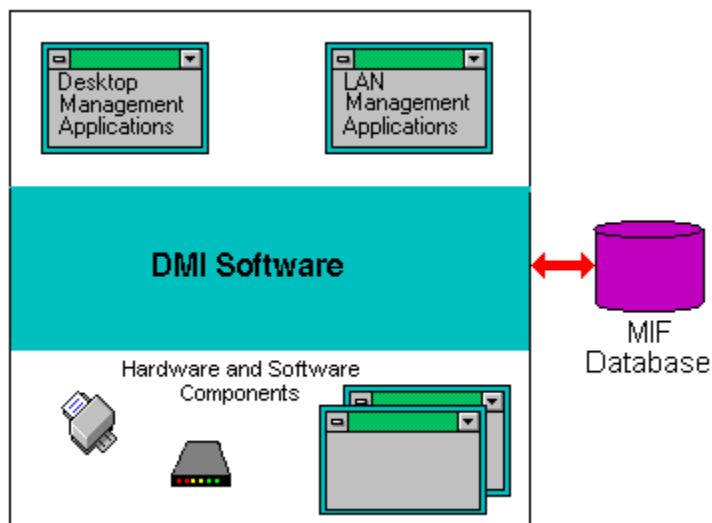 Desktop
Management
Applications
LAN
Management
Applications
DMI Software
MIF
Database
Hardware and Software
Components